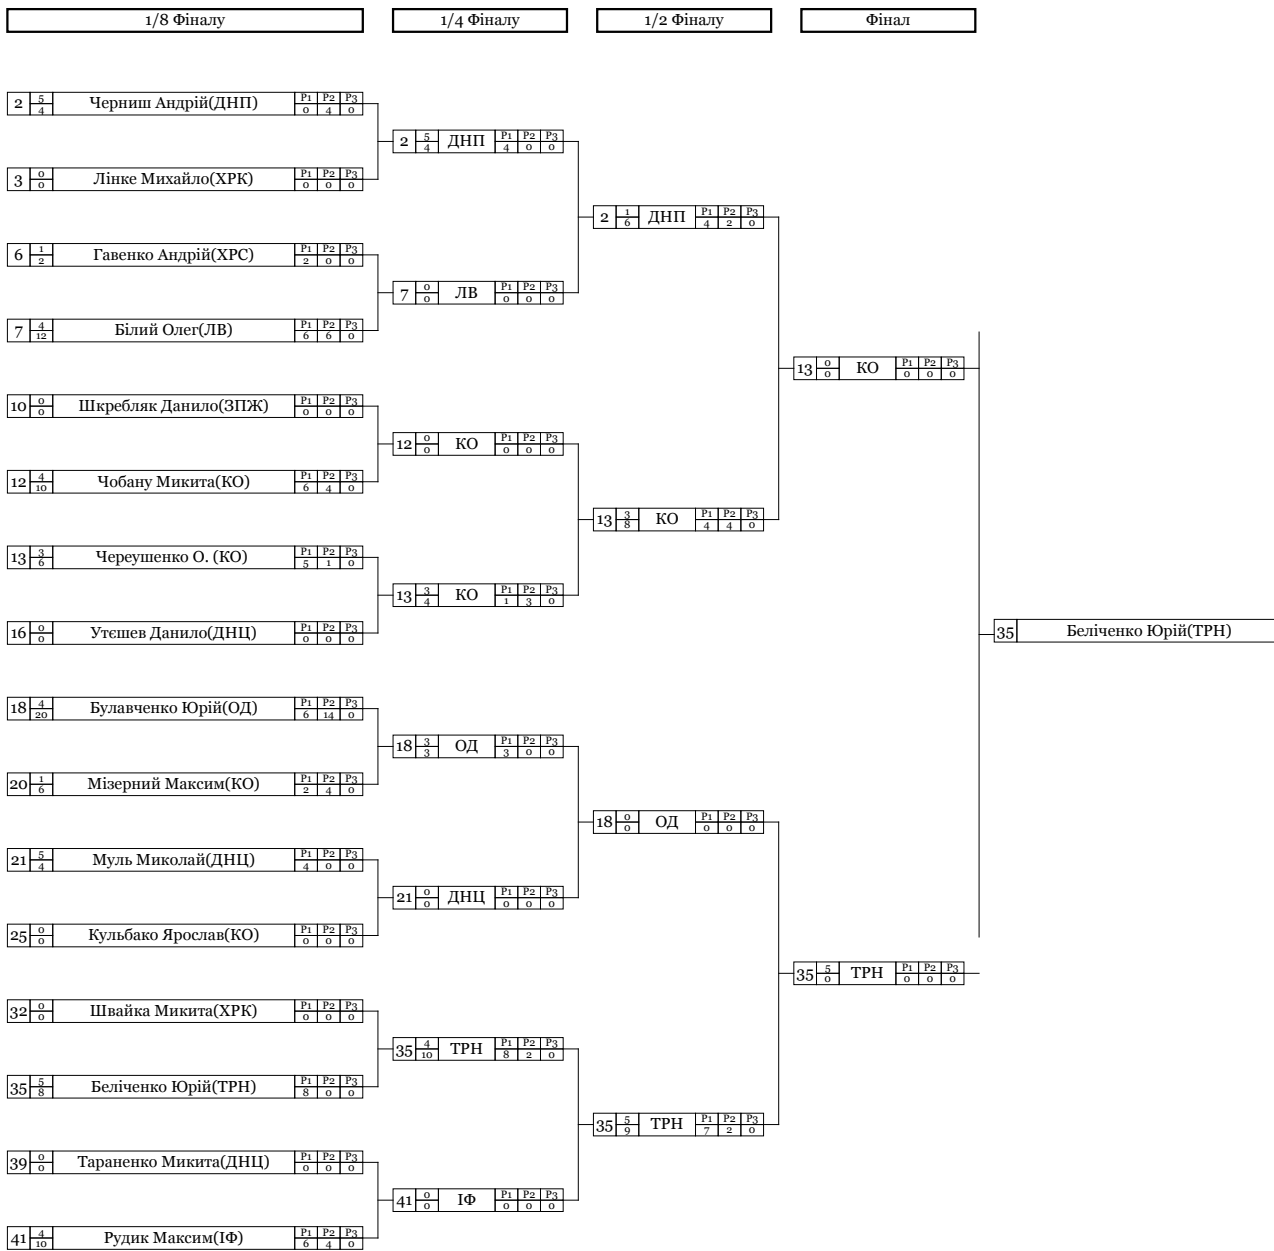 1/8 Фіналу 1/4 Фіналу 1/2 Фіналу Фінал
2 5 4 Черниш Андрій(ДНП) P1 P2 P3 0 4 0
2 5 4 ДНП P1 P2 P3 4 0 0
3 0 0 Лінке Михайло(ХРК) P1 P2 P3 0 0 0
2 1 6 ДНП P1 P2 P3 4 2 0
6 1 2 Гавенко Андрій(ХРС) P1 P2 P3 2 0 0
7 0 0 ЛВ P1 P2 P3 0 0 0
7 4 12 Білий Олег(ЛВ) P1 P2 P3 6 6 0
13 0 0 КО P1 P2 P3 0 0 0
10 0 0 Шкребляк Данило(ЗПЖ) P1 P2 P3 0 0 0
12 0 0 КО P1 P2 P3 0 0 0
12 4 10 Чобану Микита(КО) P1 P2 P3 6 4 0
13 3 8 КО P1 P2 P3 4 4 0
13 3 6 Череушенко О. (КО) P1 P2 P3 5 1 0
13 3 4 КО P1 P2 P3 1 3 0
16 0 0 Утєшев Данило(ДНЦ) P1 P2 P3 0 0 0
35 Беліченко Юрій(ТРН)
18 4 20 Булавченко Юрій(ОД) P1 P2 P3 6 14 0
18 3 3 ОД P1 P2 P3 3 0 0
20 1 6 Мізерний Максим(КО) P1 P2 P3 2 4 0
18 0 0 ОД P1 P2 P3 0 0 0
21 5 4 Муль Миколай(ДНЦ) P1 P2 P3 4 0 0
21 0 0 ДНЦ P1 P2 P3 0 0 0
25 0 0 Кульбако Ярослав(КО) P1 P2 P3 0 0 0
35 5 0 ТРН P1 P2 P3 0 0 0
32 0 0 Швайка Микита(ХРК) P1 P2 P3 0 0 0
35 4 10 ТРН P1 P2 P3 8 2 0
35 5 8 Беліченко Юрій(ТРН) P1 P2 P3 8 0 0
35 5 9 ТРН P1 P2 P3 7 2 0
39 0 0 Тараненко Микита(ДНЦ) P1 P2 P3 0 0 0
41 0 0 ІФ P1 P2 P3 0 0 0
41 4 10 Рудик Максим(ІФ) P1 P2 P3 6 4 0